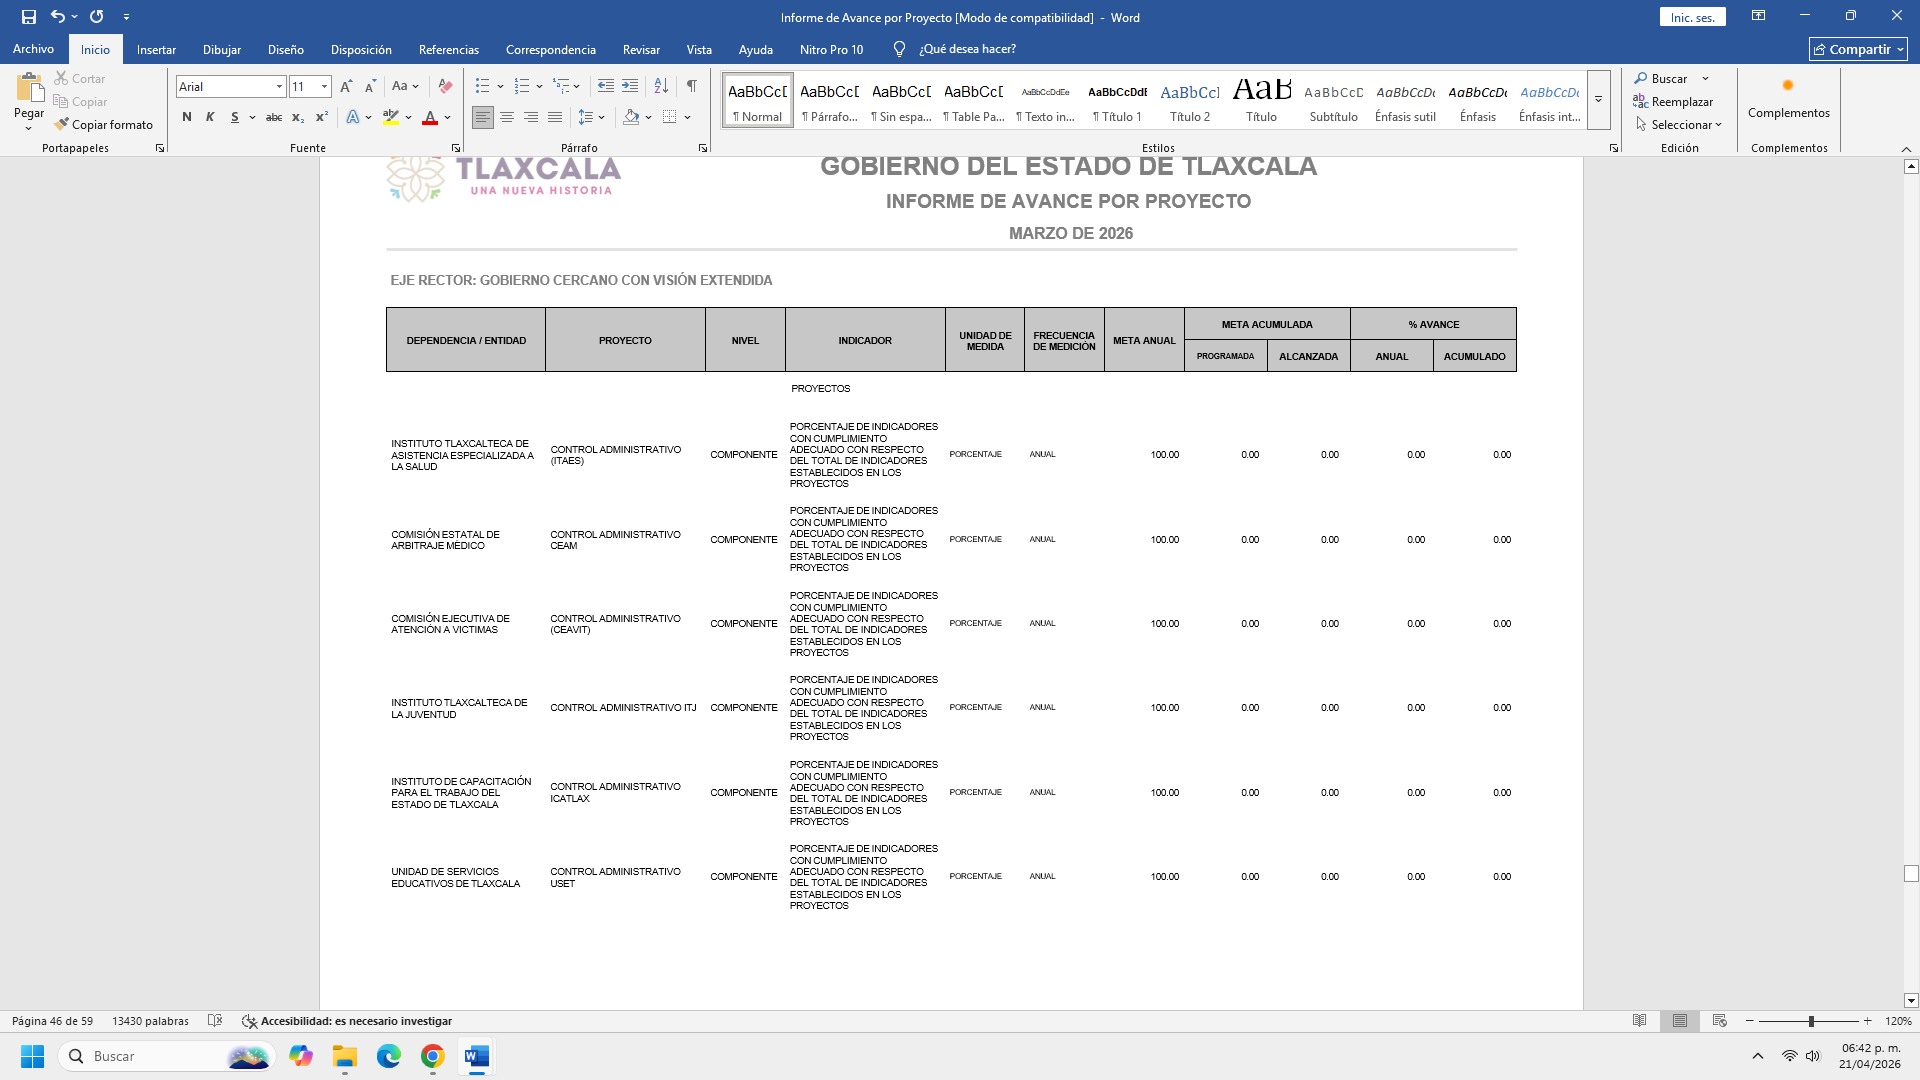 Informe de Avance por Proyecto [Modo de compatibilidad] - Word
Inic. ses.
Archivo Inicio Insertar Dibujar Diseño Disposición Referencias Correspondencia Revisar Vista Ayuda Nitro Pro 10 ¿Qué desea hacer? Compartir
Pegar
Cortar
Copiar
Copiar formato
Portapapeles
Arial 11
N K S abc x₂ x² A A
Fuente
Párrafo
AaBbCcD ¶ Normal
AaBbCcD ¶ Párrafo...
AaBbCcD ¶ Sin espa...
AaBbCcD ¶ Table Pa...
AaBbCcDdEe ¶ Texto in...
AaBbCcDdE ¶ Título 1
AaBbCcI Título 2
AaB Título
AaBbCcD Subtítulo
AaBbCcDc Énfasis sutil
AaBbCcDc Énfasis
AaBbCcDc Énfasis int...
Estilos
Buscar
Reemplazar
Seleccionar
Edición
Complementos
Complementos
TLAXCALA
UNA NUEVA HISTORIA
GOBIERNO DEL ESTADO DE TLAXCALA
INFORME DE AVANCE POR PROYECTO
MARZO DE 2026
EJE RECTOR: GOBIERNO CERCANO CON VISIÓN EXTENDIDA
DEPENDENCIA / ENTIDAD PROYECTO NIVEL INDICADOR UNIDAD DE MEDIDA FRECUENCIA DE MEDICIÓN META ANUAL META ACUMULADA % AVANCE
PROGRAMADA ALCANZADA ANUAL ACUMULADO
PROYECTOS
INSTITUTO TLAXCALTECA DE
ASISTENCIA ESPECIALIZADA A
LA SALUD
CONTROL ADMINISTRATIVO
(ITAES)
COMPONENTE
PORCENTAJE DE INDICADORES
CON CUMPLIMIENTO
ADECUADO CON RESPECTO
DEL TOTAL DE INDICADORES
ESTABLECIDOS EN LOS
PROYECTOS
PORCENTAJE ANUAL 100.00 0.00 0.00 0.00 0.00
COMISIÓN ESTATAL DE
ARBITRAJE MÉDICO
CONTROL ADMINISTRATIVO
CEAM
COMPONENTE
PORCENTAJE DE INDICADORES
CON CUMPLIMIENTO
ADECUADO CON RESPECTO
DEL TOTAL DE INDICADORES
ESTABLECIDOS EN LOS
PROYECTOS
PORCENTAJE ANUAL 100.00 0.00 0.00 0.00 0.00
COMISIÓN EJECUTIVA DE
ATENCIÓN A VICTIMAS
CONTROL ADMINISTRATIVO
(CEAVIT)
COMPONENTE
PORCENTAJE DE INDICADORES
CON CUMPLIMIENTO
ADECUADO CON RESPECTO
DEL TOTAL DE INDICADORES
ESTABLECIDOS EN LOS
PROYECTOS
PORCENTAJE ANUAL 100.00 0.00 0.00 0.00 0.00
INSTITUTO TLAXCALTECA DE
LA JUVENTUD
CONTROL ADMINISTRATIVO ITJ
COMPONENTE
PORCENTAJE DE INDICADORES
CON CUMPLIMIENTO
ADECUADO CON RESPECTO
DEL TOTAL DE INDICADORES
ESTABLECIDOS EN LOS
PROYECTOS
PORCENTAJE ANUAL 100.00 0.00 0.00 0.00 0.00
INSTITUTO DE CAPACITACIÓN
PARA EL TRABAJO DEL
ESTADO DE TLAXCALA
CONTROL ADMINISTRATIVO
ICATLAX
COMPONENTE
PORCENTAJE DE INDICADORES
CON CUMPLIMIENTO
ADECUADO CON RESPECTO
DEL TOTAL DE INDICADORES
ESTABLECIDOS EN LOS
PROYECTOS
PORCENTAJE ANUAL 100.00 0.00 0.00 0.00 0.00
UNIDAD DE SERVICIOS
EDUCATIVOS DE TLAXCALA
CONTROL ADMINISTRATIVO
USET
COMPONENTE
PORCENTAJE DE INDICADORES
CON CUMPLIMIENTO
ADECUADO CON RESPECTO
DEL TOTAL DE INDICADORES
ESTABLECIDOS EN LOS
PROYECTOS
PORCENTAJE ANUAL 100.00 0.00 0.00 0.00 0.00
Página 46 de 59 13430 palabras Accesibilidad: es necesario investigar 120%
Buscar
06:42 p. m.
21/04/2026